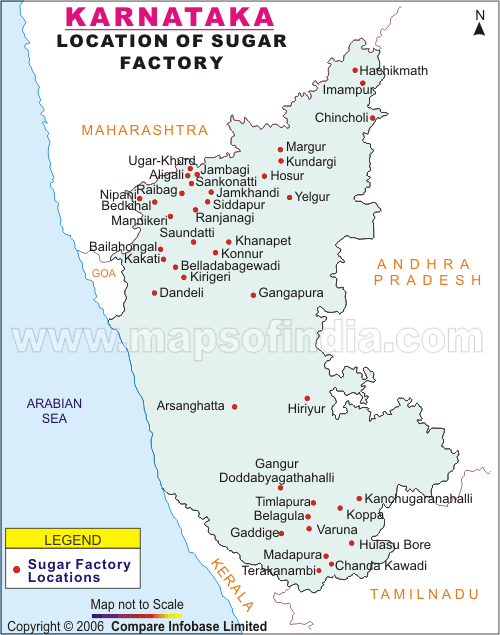 KARNATAKA
LOCATION OF SUGAR
FACTORY
N
Hachikmath
Imampur
Chincholi
MAHARASHTRA
Margur
Kundargi
Hosur
Yelgur
Ugar-Khurd
Aligali
Jambagi
Sankonatti
Raibag
Nipani
Bedkihal
Jamkhandi
Siddapur
Mannikeri
Ranjanagi
Saundatti
Khanapet
Bailahongal
Konnur
Kakati
Belladabagewadi
Kirigeri
GOA
Dandeli
Gangapura
ANDHRA
PRADESH
www.mapsofindia.com
ARABIAN
SEA
Arsanghatta
Hiriyur
Gangur
Doddabyagathahalli
Timlapura
Kanchugaranahalli
Koppa
Belagula
Varuna
Gaddige
Hulasu Bore
Madapura
Chanda Kawadi
Terakanambi
KERALA
TAMILNADU
LEGEND
Sugar Factory
Locations
Map not to Scale
Copyright © 2006 Compare Infobase Limited